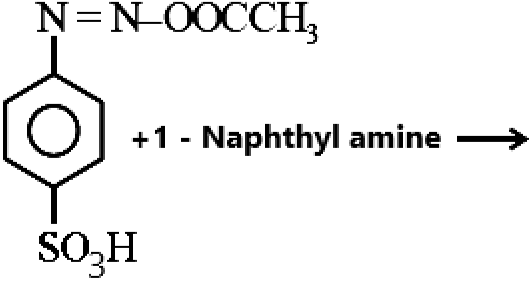 N=N–OOCCH₃
+1 - Naphthyl amine ⟶
SO₃H